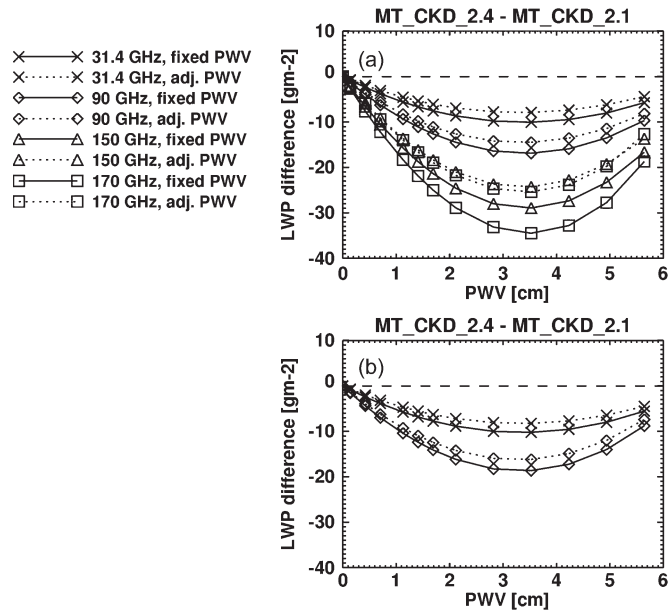 31.4 GHz, fixed PWV
31.4 GHz, adj. PWV
90 GHz, fixed PWV
90 GHz, adj. PWV
150 GHz, fixed PWV
150 GHz, adj. PWV
170 GHz, fixed PWV
170 GHz, adj. PWV
MT_CKD_2.4 - MT_CKD_2.1
(a)
LWP difference [gm-2]
10
0
-10
-20
-30
-40
0 1 2 3 4 5 6
PWV [cm]
MT_CKD_2.4 - MT_CKD_2.1
(b)
LWP difference [gm-2]
10
0
-10
-20
-30
-40
0 1 2 3 4 5 6
PWV [cm]